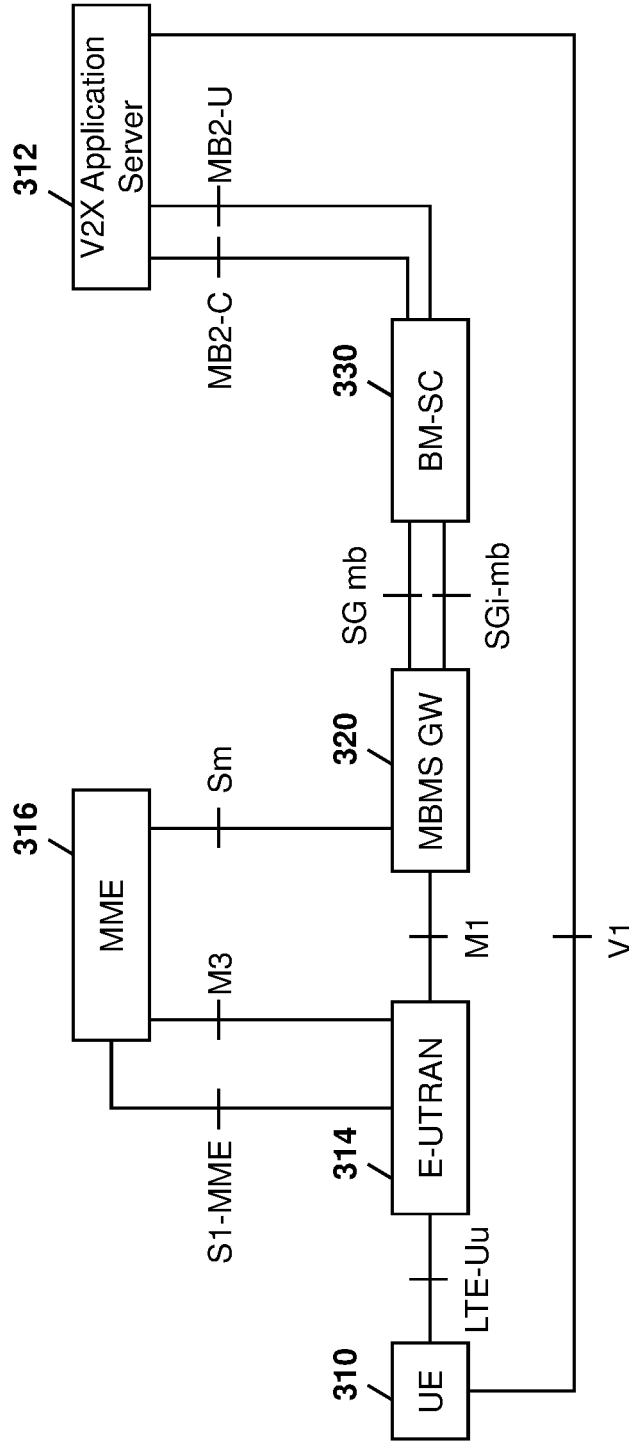 316
312
MME
V2X Application
Server
S1-MME
M3
Sm
MB2-C
MB2-U
310
314
320
330
UE
E-UTRAN
MBMS GW
BM-SC
LTE-Uu
M1
SG mb
SGi-mb
V1